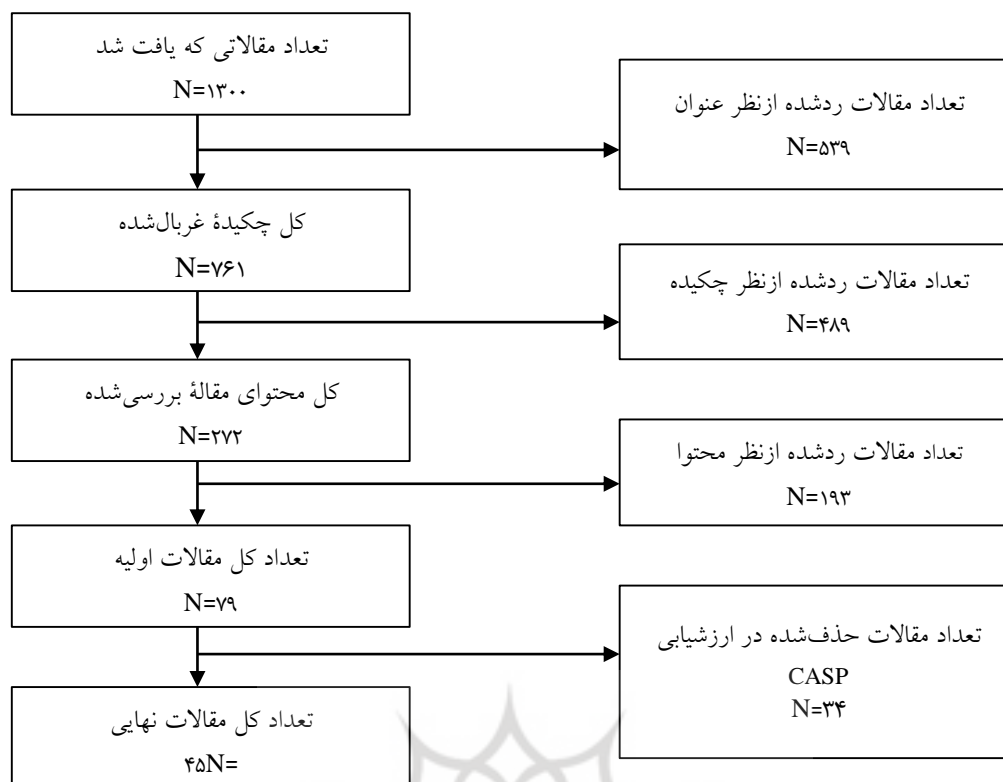 تعداد مقالاتی که یافت شد
N=۱۳۰۰
تعداد مقالات ردشده ازنظر عنوان
N=۵۳۹
کل چکیدهٔ غربال‌شده
N=۷۶۱
تعداد مقالات ردشده ازنظر چکیده
N=۴۸۹
کل محتوای مقالهٔ بررسی‌شده
N=۲۷۲
تعداد مقالات ردشده ازنظر محتوا
N=۱۹۳
تعداد کل مقالات اولیه
N=۷۹
تعداد مقالات حذف‌شده در ارزشیابی
CASP
N=۳۴
تعداد کل مقالات نهایی
۴۵N=